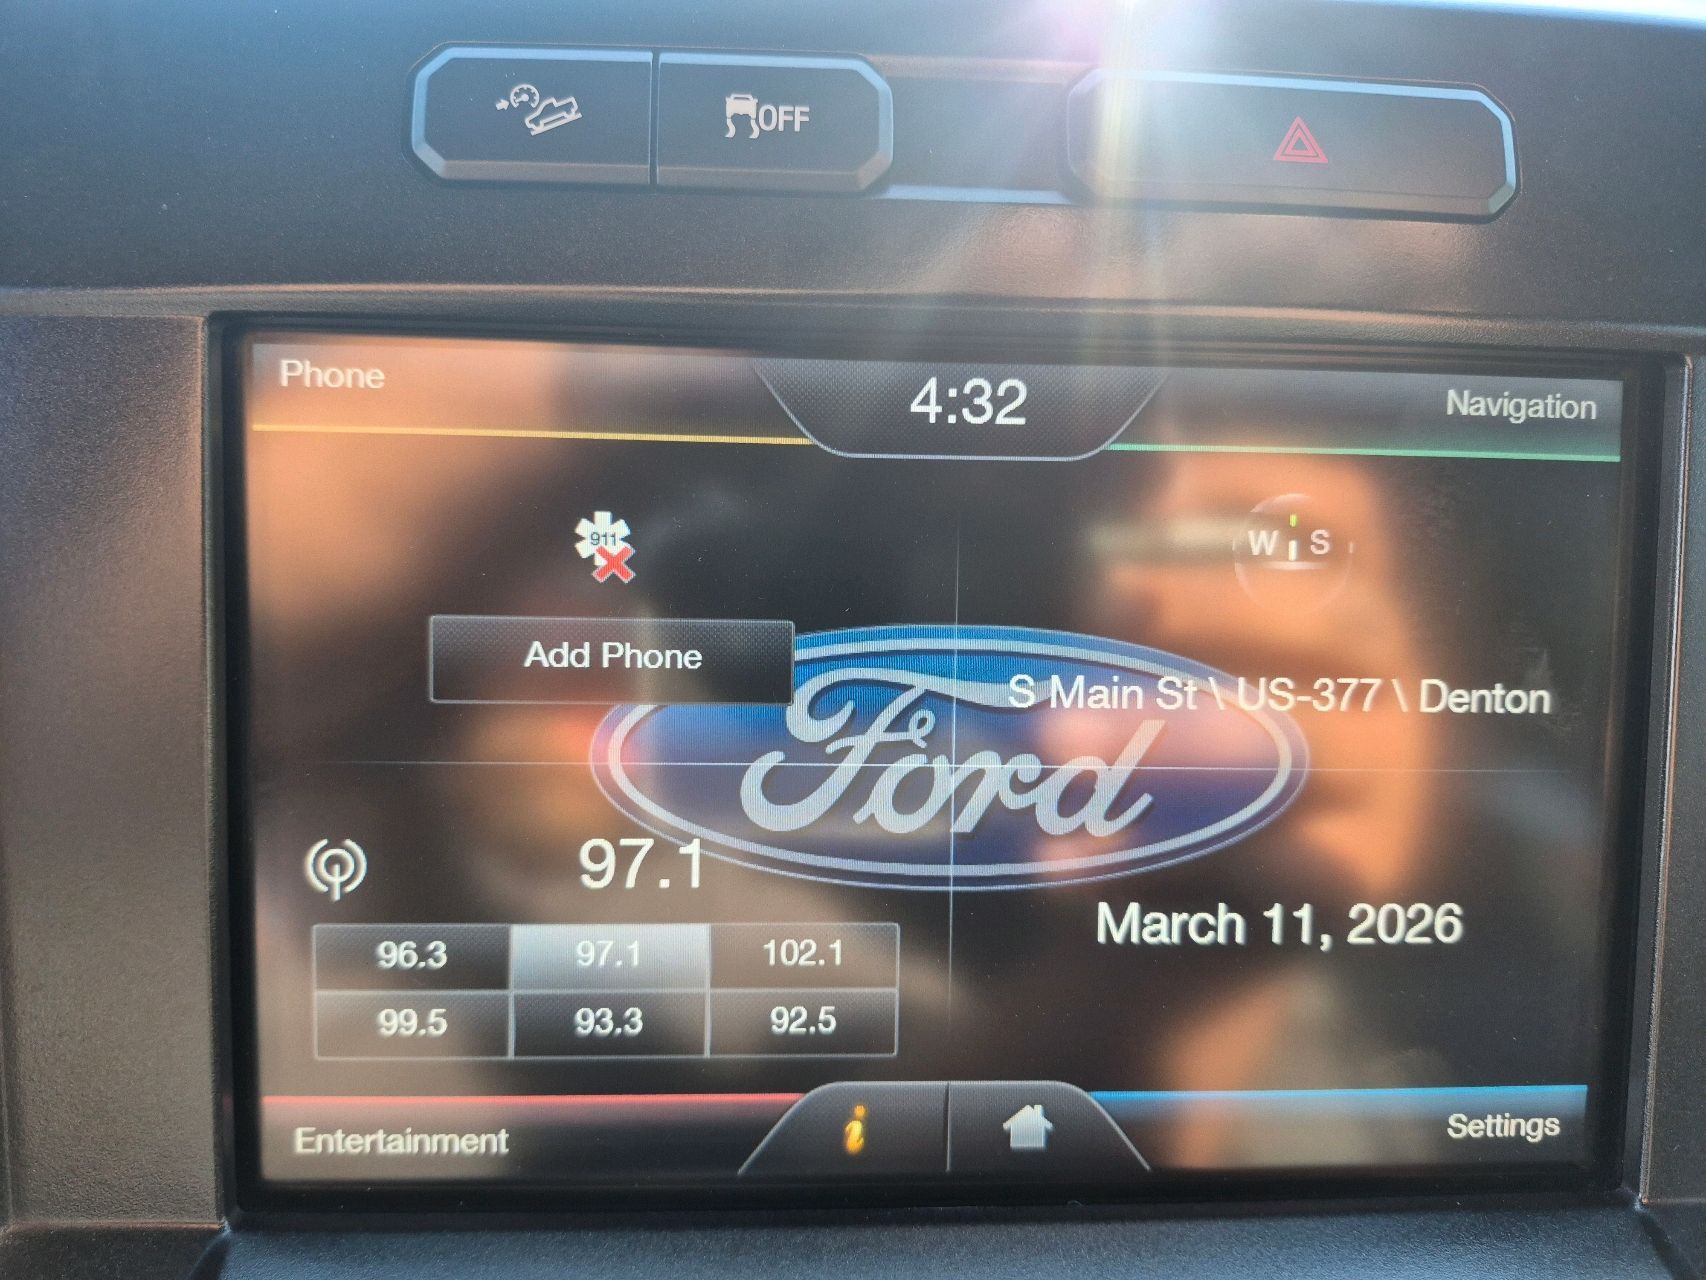 OFF
Phone
4:32
Navigation
911
W S
Add Phone
S Main St \ US-377 \ Denton
Ford
97.1
96.3 97.1 102.1
99.5 93.3 92.5
March 11, 2026
Entertainment
i
Settings